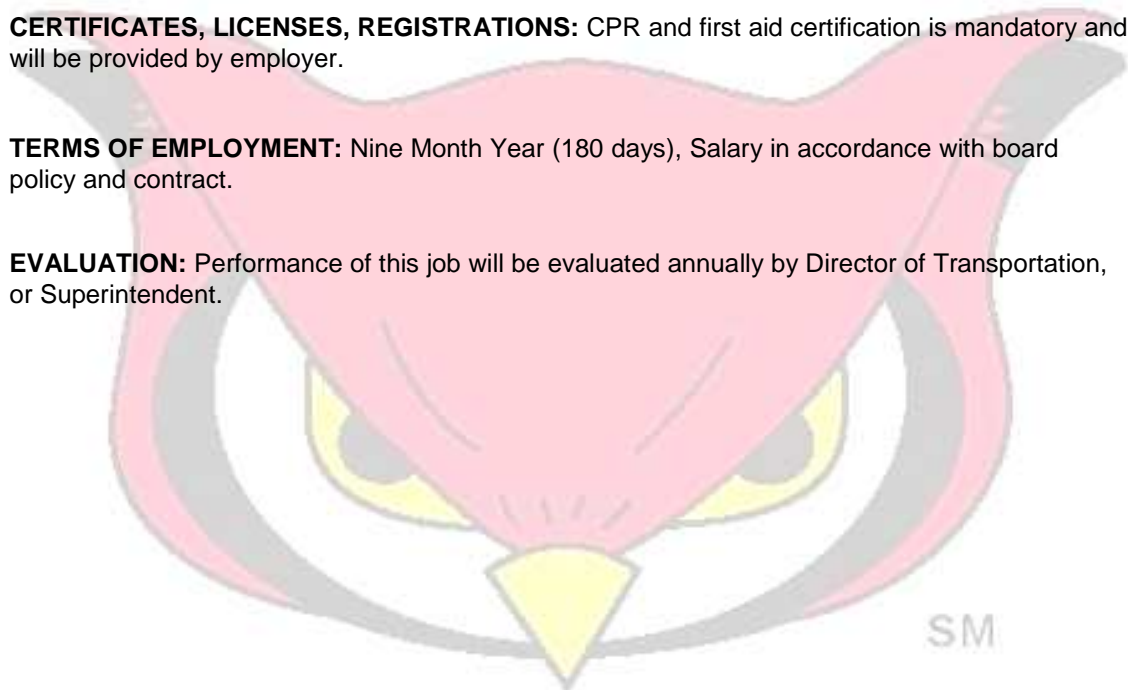 CERTIFICATES, LICENSES, REGISTRATIONS: CPR and first aid certification is mandatory and
will be provided by employer.
TERMS OF EMPLOYMENT: Nine Month Year (180 days), Salary in accordance with board
policy and contract.
EVALUATION: Performance of this job will be evaluated annually by Director of Transportation,
or Superintendent.
SM